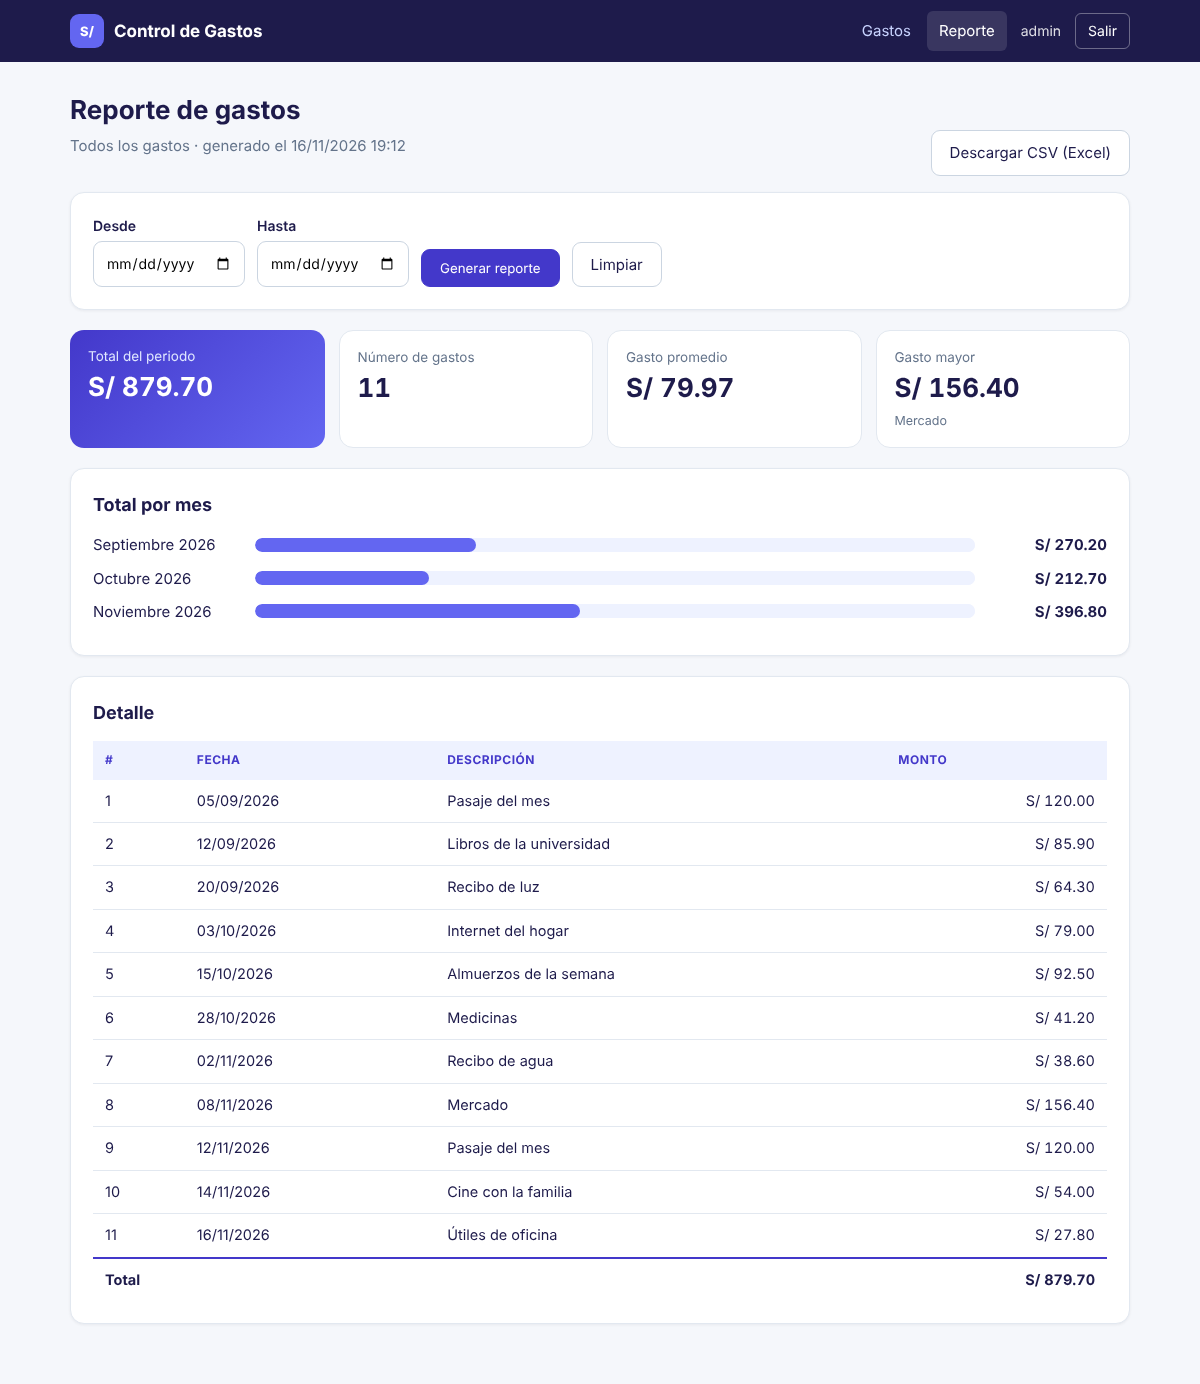 S/ Control de Gastos Gastos Reporte admin Salir
Reporte de gastos
Todos los gastos · generado el 16/11/2026 19:12
Descargar CSV (Excel)
Desde Hasta
mm/dd/yyyy mm/dd/yyyy Generar reporte Limpiar
Total del periodo
S/ 879.70
Número de gastos
11
Gasto promedio
S/ 79.97
Gasto mayor
S/ 156.40
Mercado
Total por mes
Septiembre 2026 S/ 270.20
Octubre 2026 S/ 212.70
Noviembre 2026 S/ 396.80
Detalle
# FECHA DESCRIPCIÓN MONTO
1 05/09/2026 Pasaje del mes S/ 120.00
2 12/09/2026 Libros de la universidad S/ 85.90
3 20/09/2026 Recibo de luz S/ 64.30
4 03/10/2026 Internet del hogar S/ 79.00
5 15/10/2026 Almuerzos de la semana S/ 92.50
6 28/10/2026 Medicinas S/ 41.20
7 02/11/2026 Recibo de agua S/ 38.60
8 08/11/2026 Mercado S/ 156.40
9 12/11/2026 Pasaje del mes S/ 120.00
10 14/11/2026 Cine con la familia S/ 54.00
11 16/11/2026 Útiles de oficina S/ 27.80
Total S/ 879.70